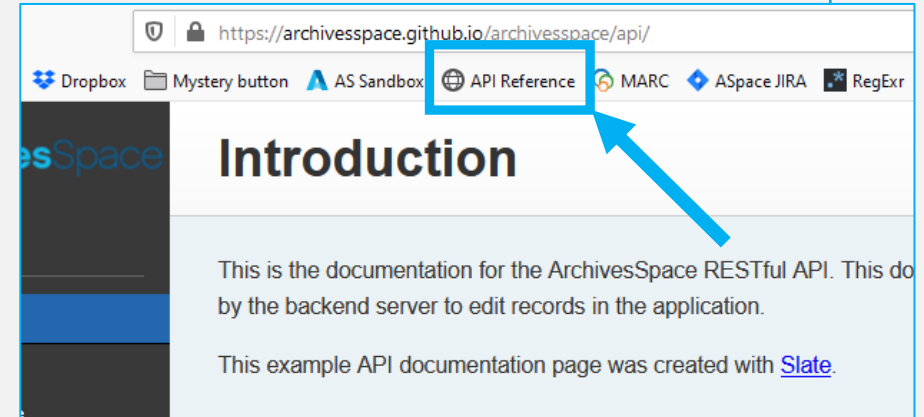 https://archivesspace.github.io/archivesspace/api/
Dropbox Mystery button AS Sandbox API Reference MARC ASpace JIRA RegExr
esSpace
Introduction
This is the documentation for the ArchivesSpace RESTful API. This do
by the backend server to edit records in the application.
This example API documentation page was created with Slate.